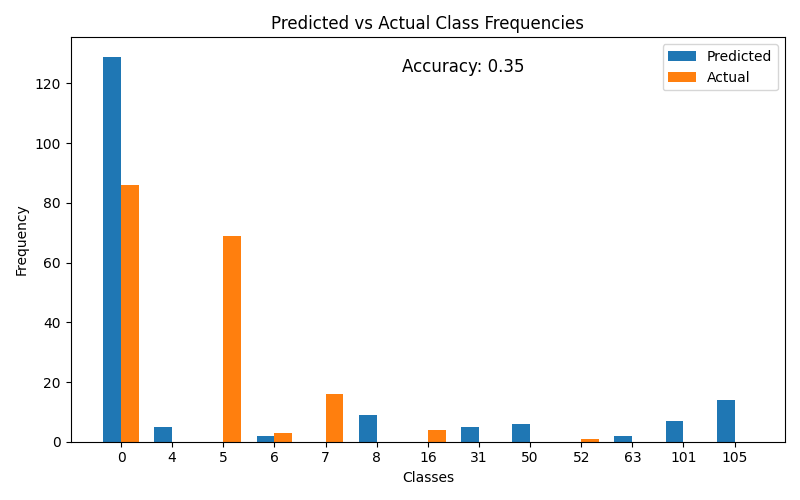 Predicted vs Actual Class Frequencies
Accuracy: 0.35
Predicted
Actual
Frequency
120
100
80
60
40
20
0
0 4 5 6 7 8 16 31 50 52 63 101 105
Classes